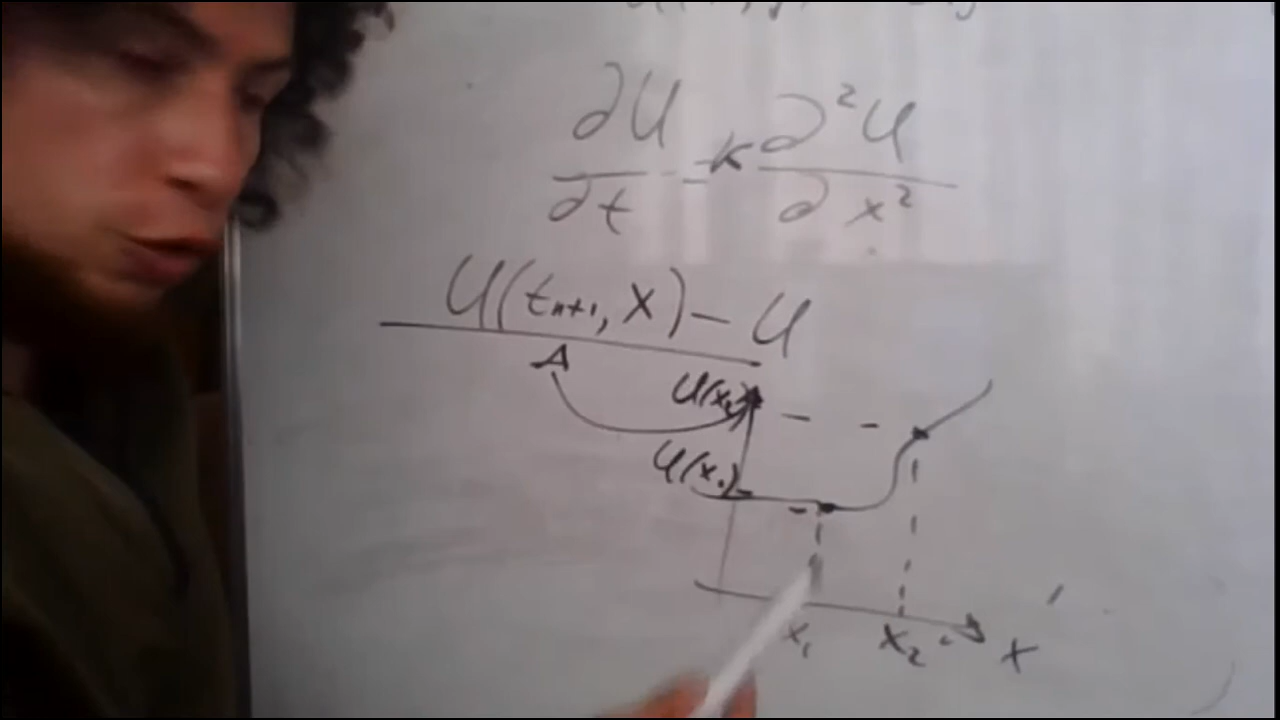 ∂U/∂t = K ∂²U/∂x²
U(tₙ₊₁, X) − U
Δ
U(x₂)
U(x₁)
x₁ x₂ X